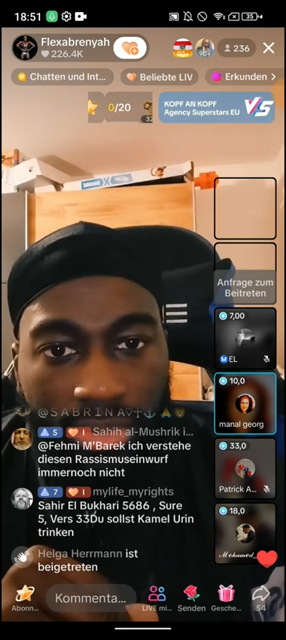 18:51
35
Flexabrenyah
226.4K
236
Chatten und Int...
Beliebte LIV
Erkunden >
0/20
KOPF AN KOPF
Agency Superstars EU
V/S
Anfrage zum
Beitreten
7,00
M EL
10,0
manal georg
33,0
Patrick A...
18,0
Mohamed
@SABRINA
5 1 Sahih al-Mushrik i...
@Fehmi M'Barek ich verstehe
diesen Rassismuseinwurf
immernoch nicht
7 1 mylife_myrights
Sahir El Bukhari 5686 , Sure
5, Vers 33Du sollst Kamel Urin
trinken
Helga Herrmann ist
beigetreten
Abonn...
Kommenta...
LIVE mi...
Senden
Gesche...
54